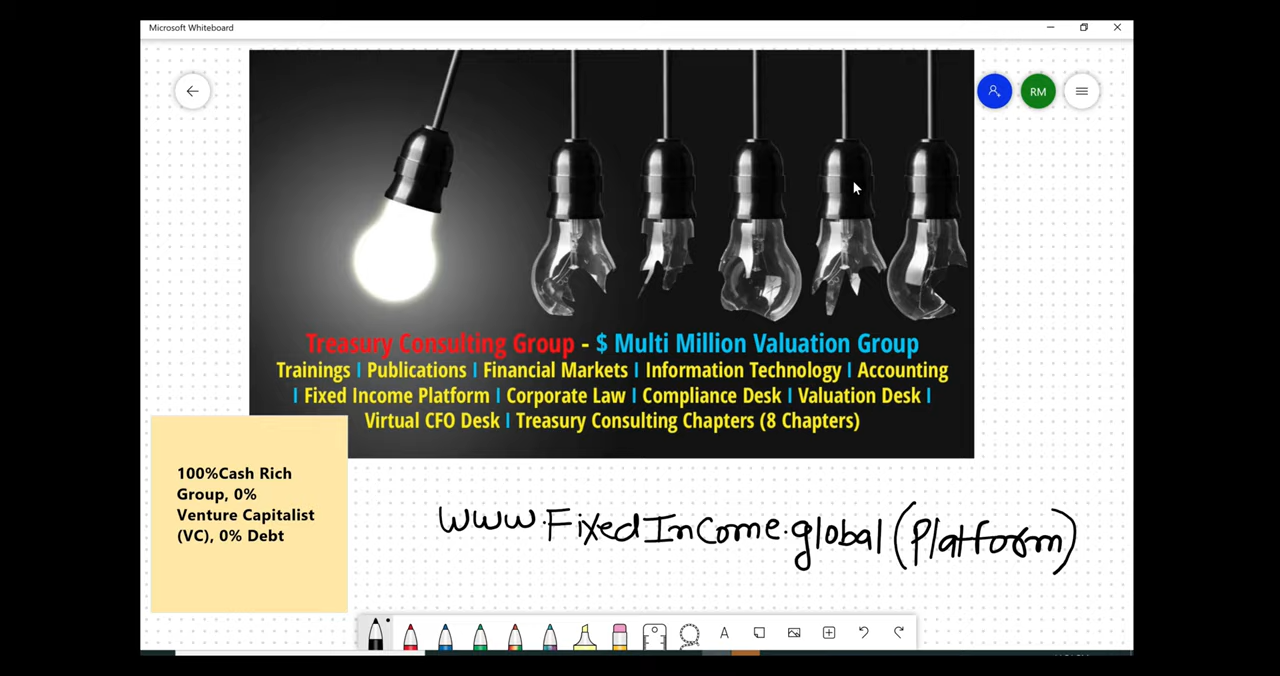 Microsoft Whiteboard
RM
Treasury Consulting Group - $ Multi Million Valuation Group
Trainings I Publications I Financial Markets I Information Technology I Accounting
I Fixed Income Platform I Corporate Law I Compliance Desk I Valuation Desk I
Virtual CFO Desk I Treasury Consulting Chapters (8 Chapters)
100%Cash Rich
Group, 0%
Venture Capitalist
(VC), 0% Debt
www.FixedIncome.global (Platform)
A